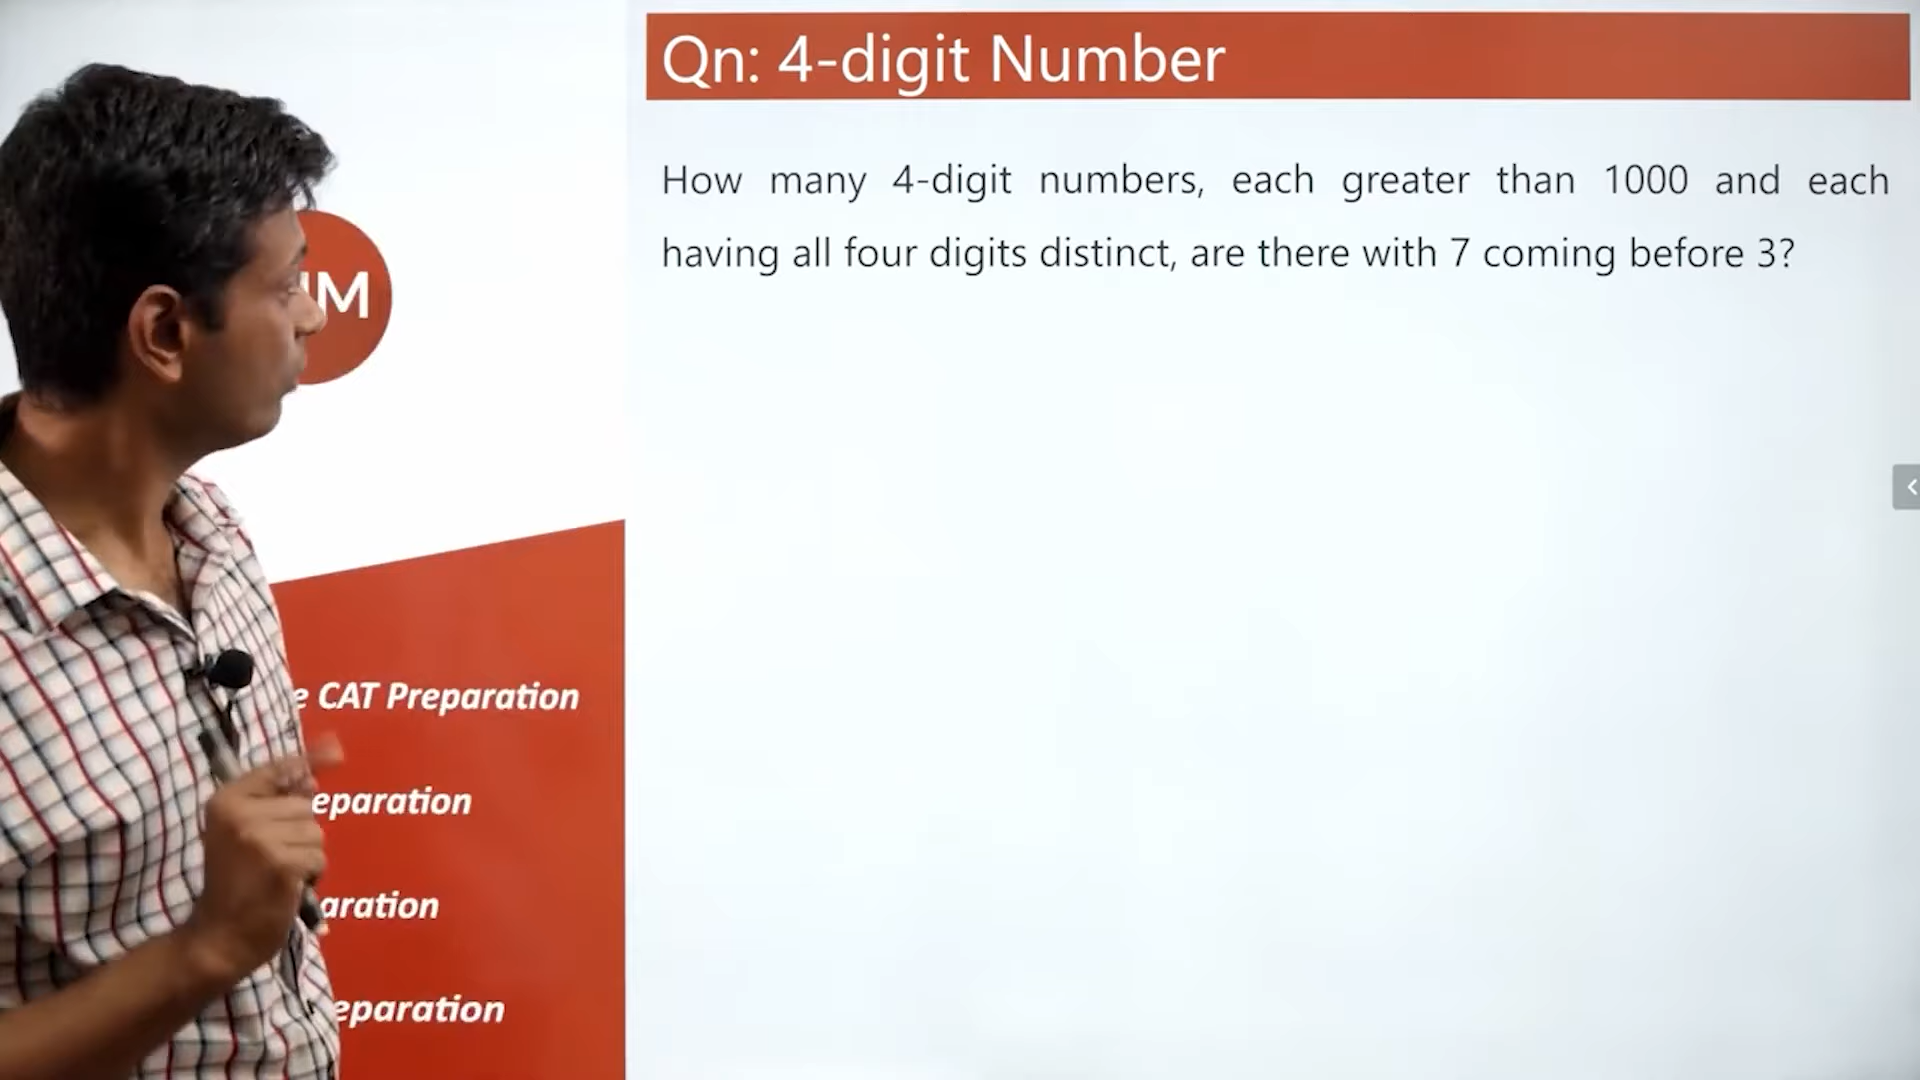 Qn: 4-digit Number
How many 4-digit numbers, each greater than 1000 and each
having all four digits distinct, are there with 7 coming before 3?
IM
e CAT Preparation
eparation
aration
eparation